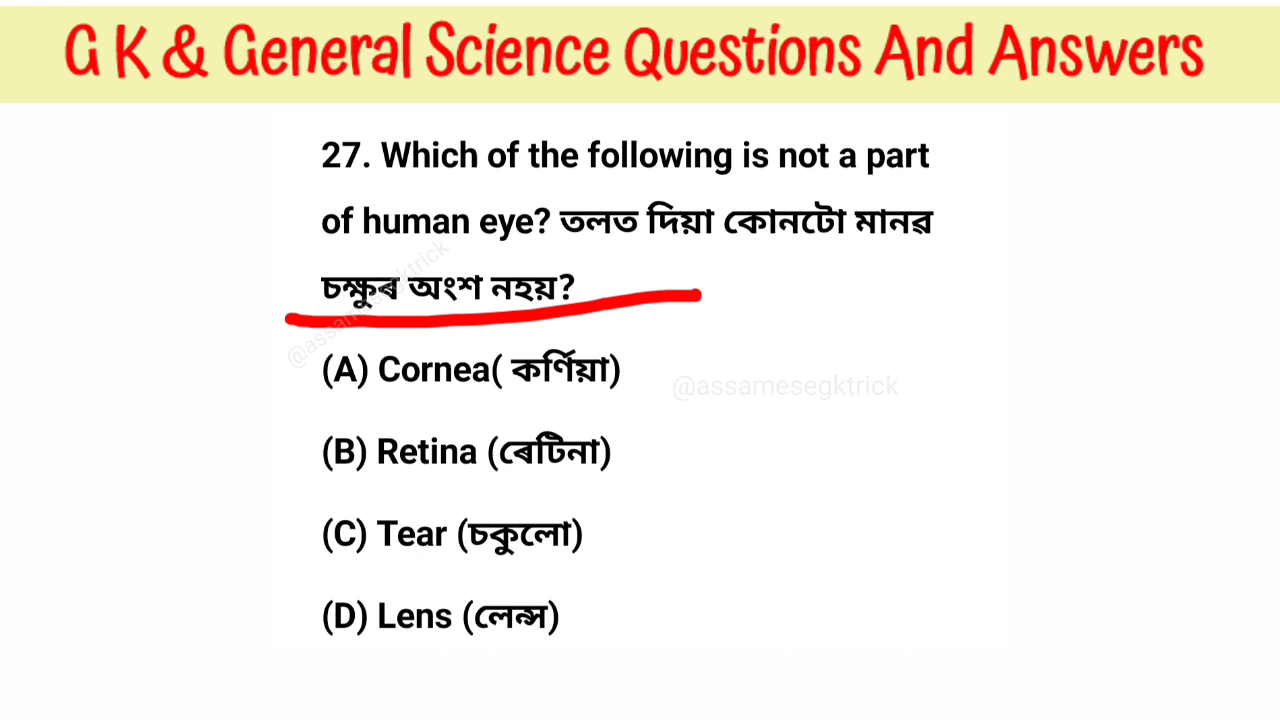 G K & General Science Questions And Answers
27. Which of the following is not a part
of human eye? তলত দিয়া কোনটো মানৱ
চক্ষুৰ অংশ নহয়?
@assamesegktrick
(A) Cornea( কৰ্ণিয়া)
@assamesegktrick
(B) Retina (ৰেটিনা)
(C) Tear (চকুলো)
(D) Lens (লেন্স)